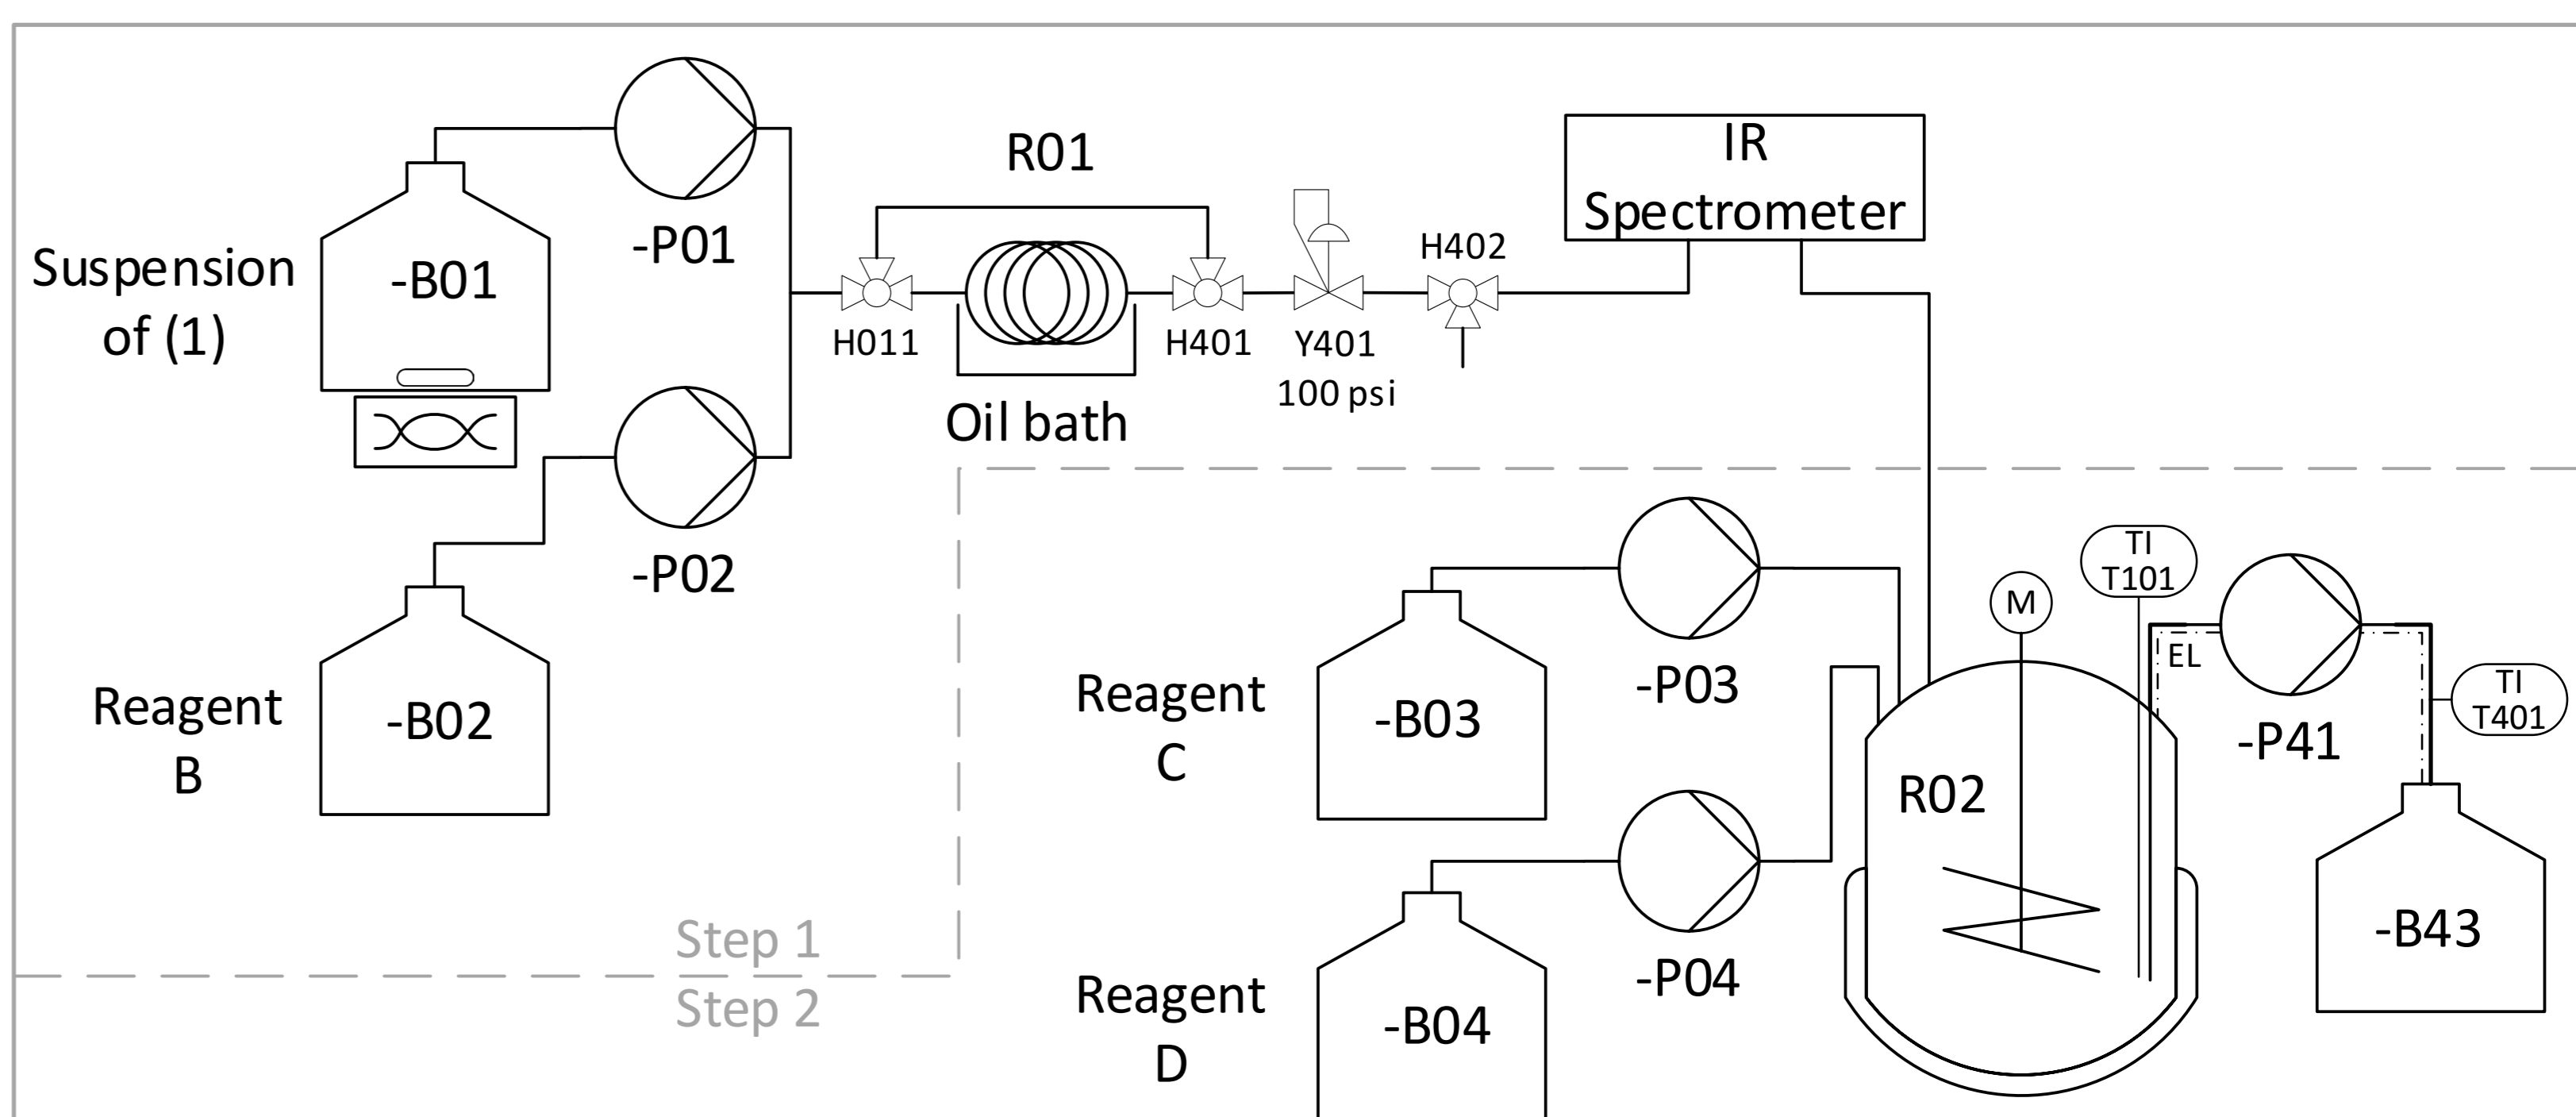 -P01
R01
IR
Spectrometer
Suspension
of (1)
-B01
H011
H401
Y401
100 psi
H402
Oil bath
-P02
Reagent
B
-B02
Step 1
Step 2
Reagent
C
-B03
-P03
Reagent
D
-B04
-P04
M
TI
T101
EL
R02
-P41
TI
T401
-B43